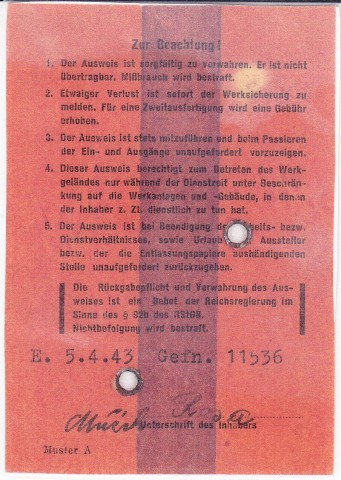 Zur Beachtung!
1. Der Ausweis ist sorgfältig zu verwahren. Er ist nicht
übertragbar. Mißbrauch wird bestraft.
2. Etwaiger Verlust ist sofort der Werksicherung zu
melden. Für eine Zweitausfertigung wird eine Gebühr
erhoben.
3. Der Ausweis ist stets mitzuführen und beim Passieren
der Ein- und Ausgänge unaufgefordert vorzuzeigen.
4. Dieser Ausweis berechtigt zum Betreten des Werk-
geländes nur während der Dienstzeit unter Beschrän-
kung auf die Werkanlagen und -Gebäude, in denen
der Inhaber z. Zt. dienstlich zu tun hat.
5. Der Ausweis ist bei Beendigung des bezw.
Dienstverhältnisses, sowie Aussteller
bezw. der die Entlassungspapiere aushändigenden
Stelle unaufgefordert zurückzugeben.
Die Rückgabepflicht und Verwahrung des Aus-
weises ist ein Gebot der Reichsregierung im
Sinne des § 92b des RStGB.
Nichtbefolgung wird bestraft.
E. 5.4.43 Gefn. 11536
Rosa
Unterschrift des Inhabers
Muster A